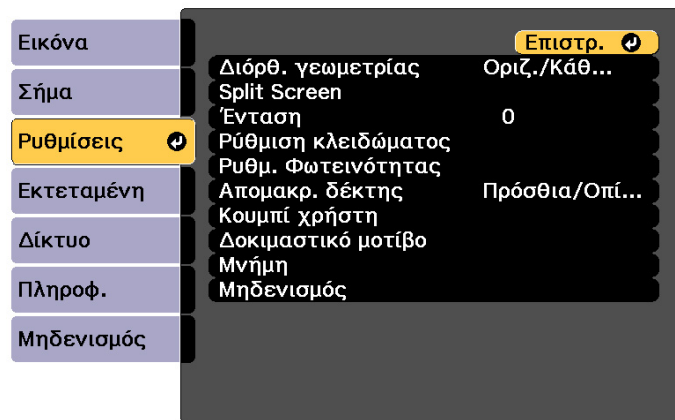 Εικόνα
Σήμα
Ρυθμίσεις
Εκτεταμένη
Δίκτυο
Πληροφ.
Μηδενισμός
Επιστρ.
Διόρθ. γεωμετρίας Οριζ./Κάθ...
Split Screen
Ένταση 0
Ρύθμιση κλειδώματος
Ρυθμ. Φωτεινότητας
Απομακρ. δέκτης Πρόσθια/Οπί...
Κουμπί χρήστη
Δοκιμαστικό μοτίβο
Μνήμη
Μηδενισμός